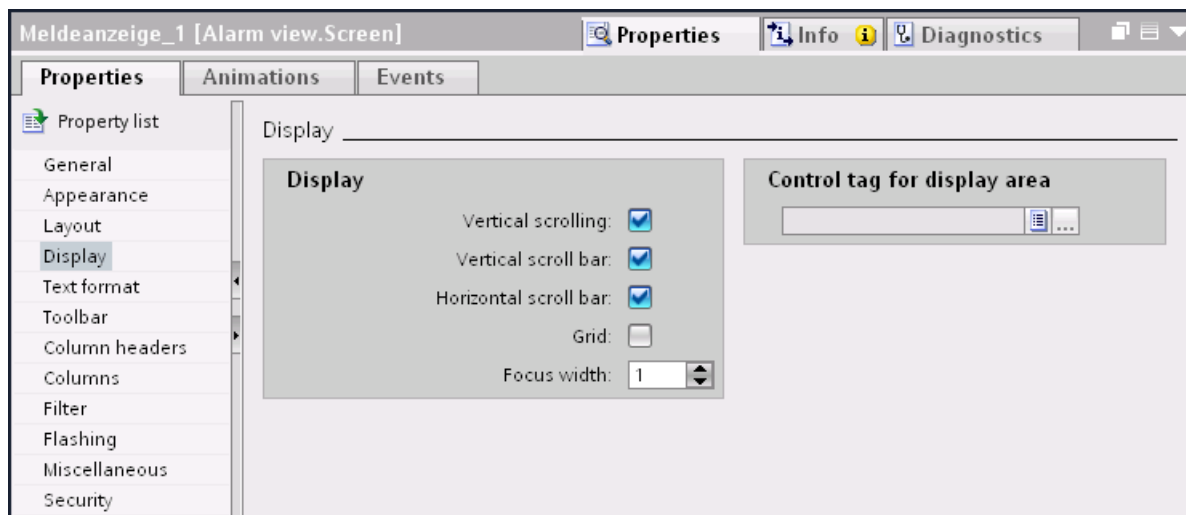 Meldeanzeige_1 [Alarm view.Screen]
Properties
Info
Diagnostics
Properties
Animations
Events
Property list
General
Appearance
Layout
Display
Text format
Toolbar
Column headers
Columns
Filter
Flashing
Miscellaneous
Security
Display
Display
Vertical scrolling:
Vertical scroll bar:
Horizontal scroll bar:
Grid:
Focus width: 1
Control tag for display area
...